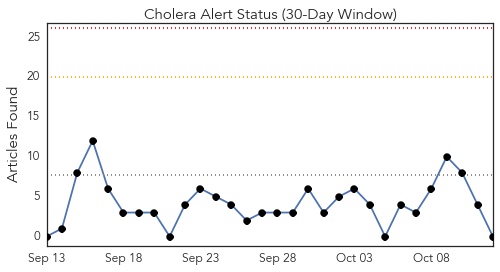 Cholera Alert Status (30-Day Window)
Articles Found
25
20
15
10
5
0
Sep 13 Sep 18 Sep 23 Sep 28 Oct 03 Oct 08